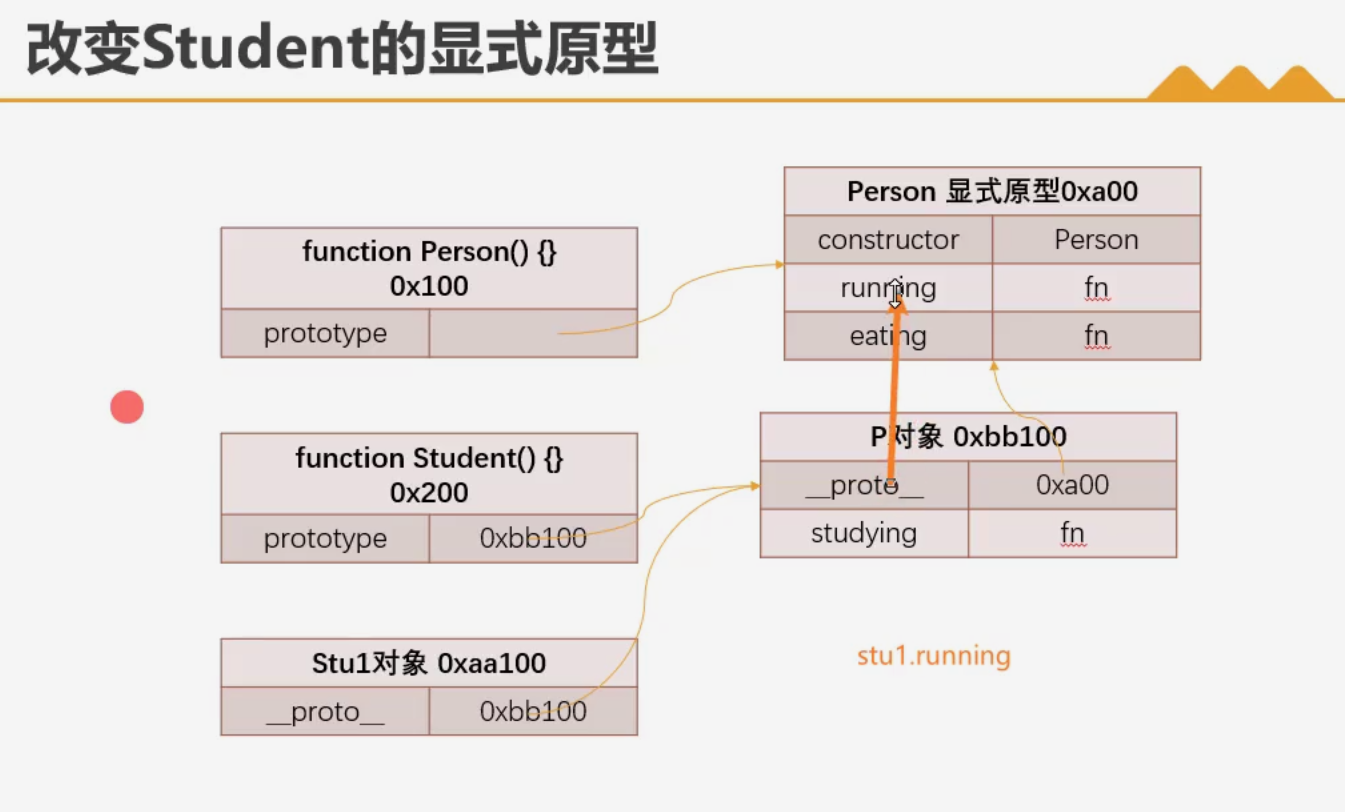 改变Student的显式原型
Person 显式原型0xa00
constructor Person
running fn
eating fn
function Person() {}
0x100
prototype
P对象 0xbb100
__proto__ 0xa00
studying fn
function Student() {}
0x200
prototype 0xbb100
Stu1对象 0xaa100
__proto__ 0xbb100
stu1.running